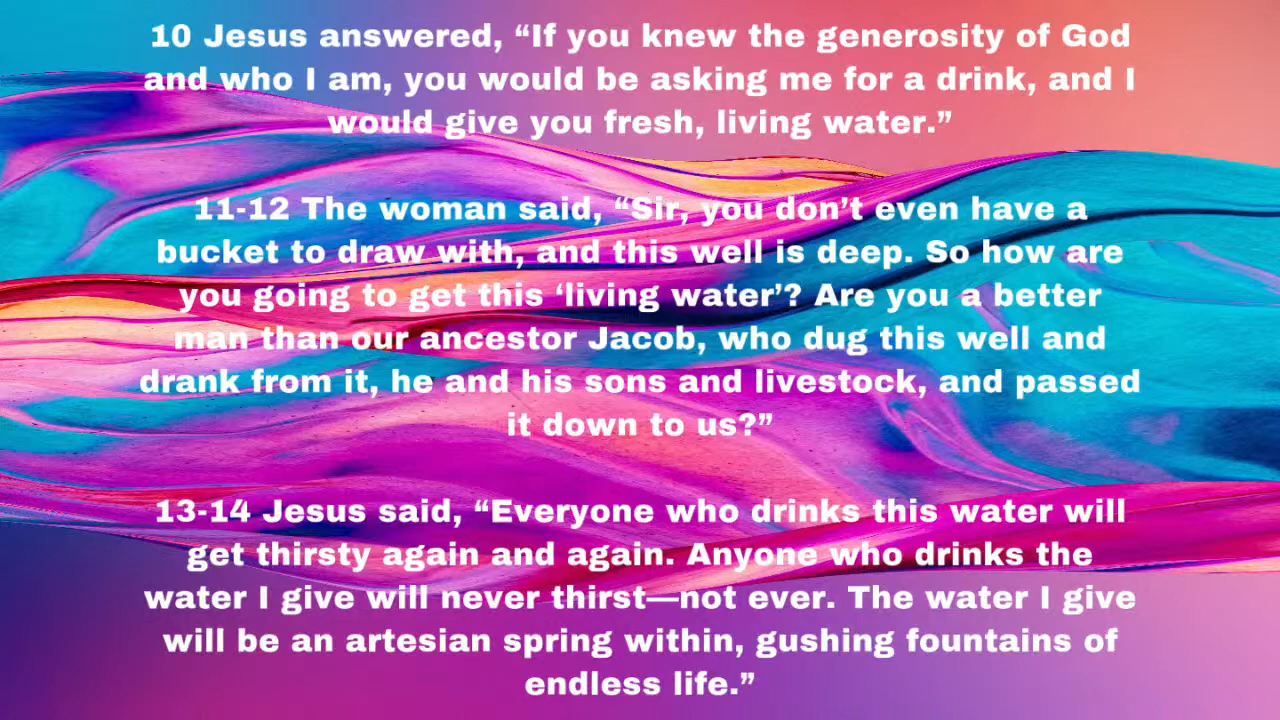 10 Jesus answered, “If you knew the generosity of God
and who I am, you would be asking me for a drink, and I
would give you fresh, living water.”
11-12 The woman said, “Sir, you don’t even have a
bucket to draw with, and this well is deep. So how are
you going to get this ‘living water’? Are you a better
man than our ancestor Jacob, who dug this well and
drank from it, he and his sons and livestock, and passed
it down to us?”
13-14 Jesus said, “Everyone who drinks this water will
get thirsty again and again. Anyone who drinks the
water I give will never thirst—not ever. The water I give
will be an artesian spring within, gushing fountains of
endless life.”